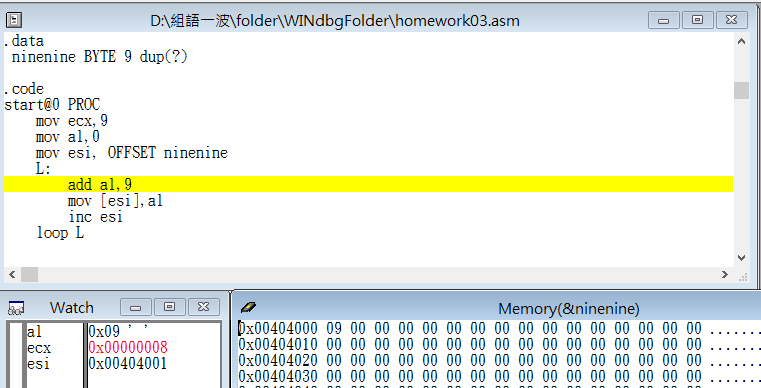 D:\組語一波\folder\WINdbgFolder\homework03.asm
.data
ninenine BYTE 9 dup(?)
.code
start@0 PROC
mov ecx,9
mov al,0
mov esi, OFFSET ninenine
L:
add al,9
mov [esi],al
inc esi
loop L
Watch
al 0x09 ' '
ecx 0x00000008
esi 0x00404001
Memory(&ninenine)
0x00404000 09 00 00 00 00 00 00 00 00 00 00 00 00 00 00 00 .......
0x00404010 00 00 00 00 00 00 00 00 00 00 00 00 00 00 00 00 .......
0x00404020 00 00 00 00 00 00 00 00 00 00 00 00 00 00 00 00 .......
0x00404030 00 00 00 00 00 00 00 00 00 00 00 00 00 00 00 00 .......